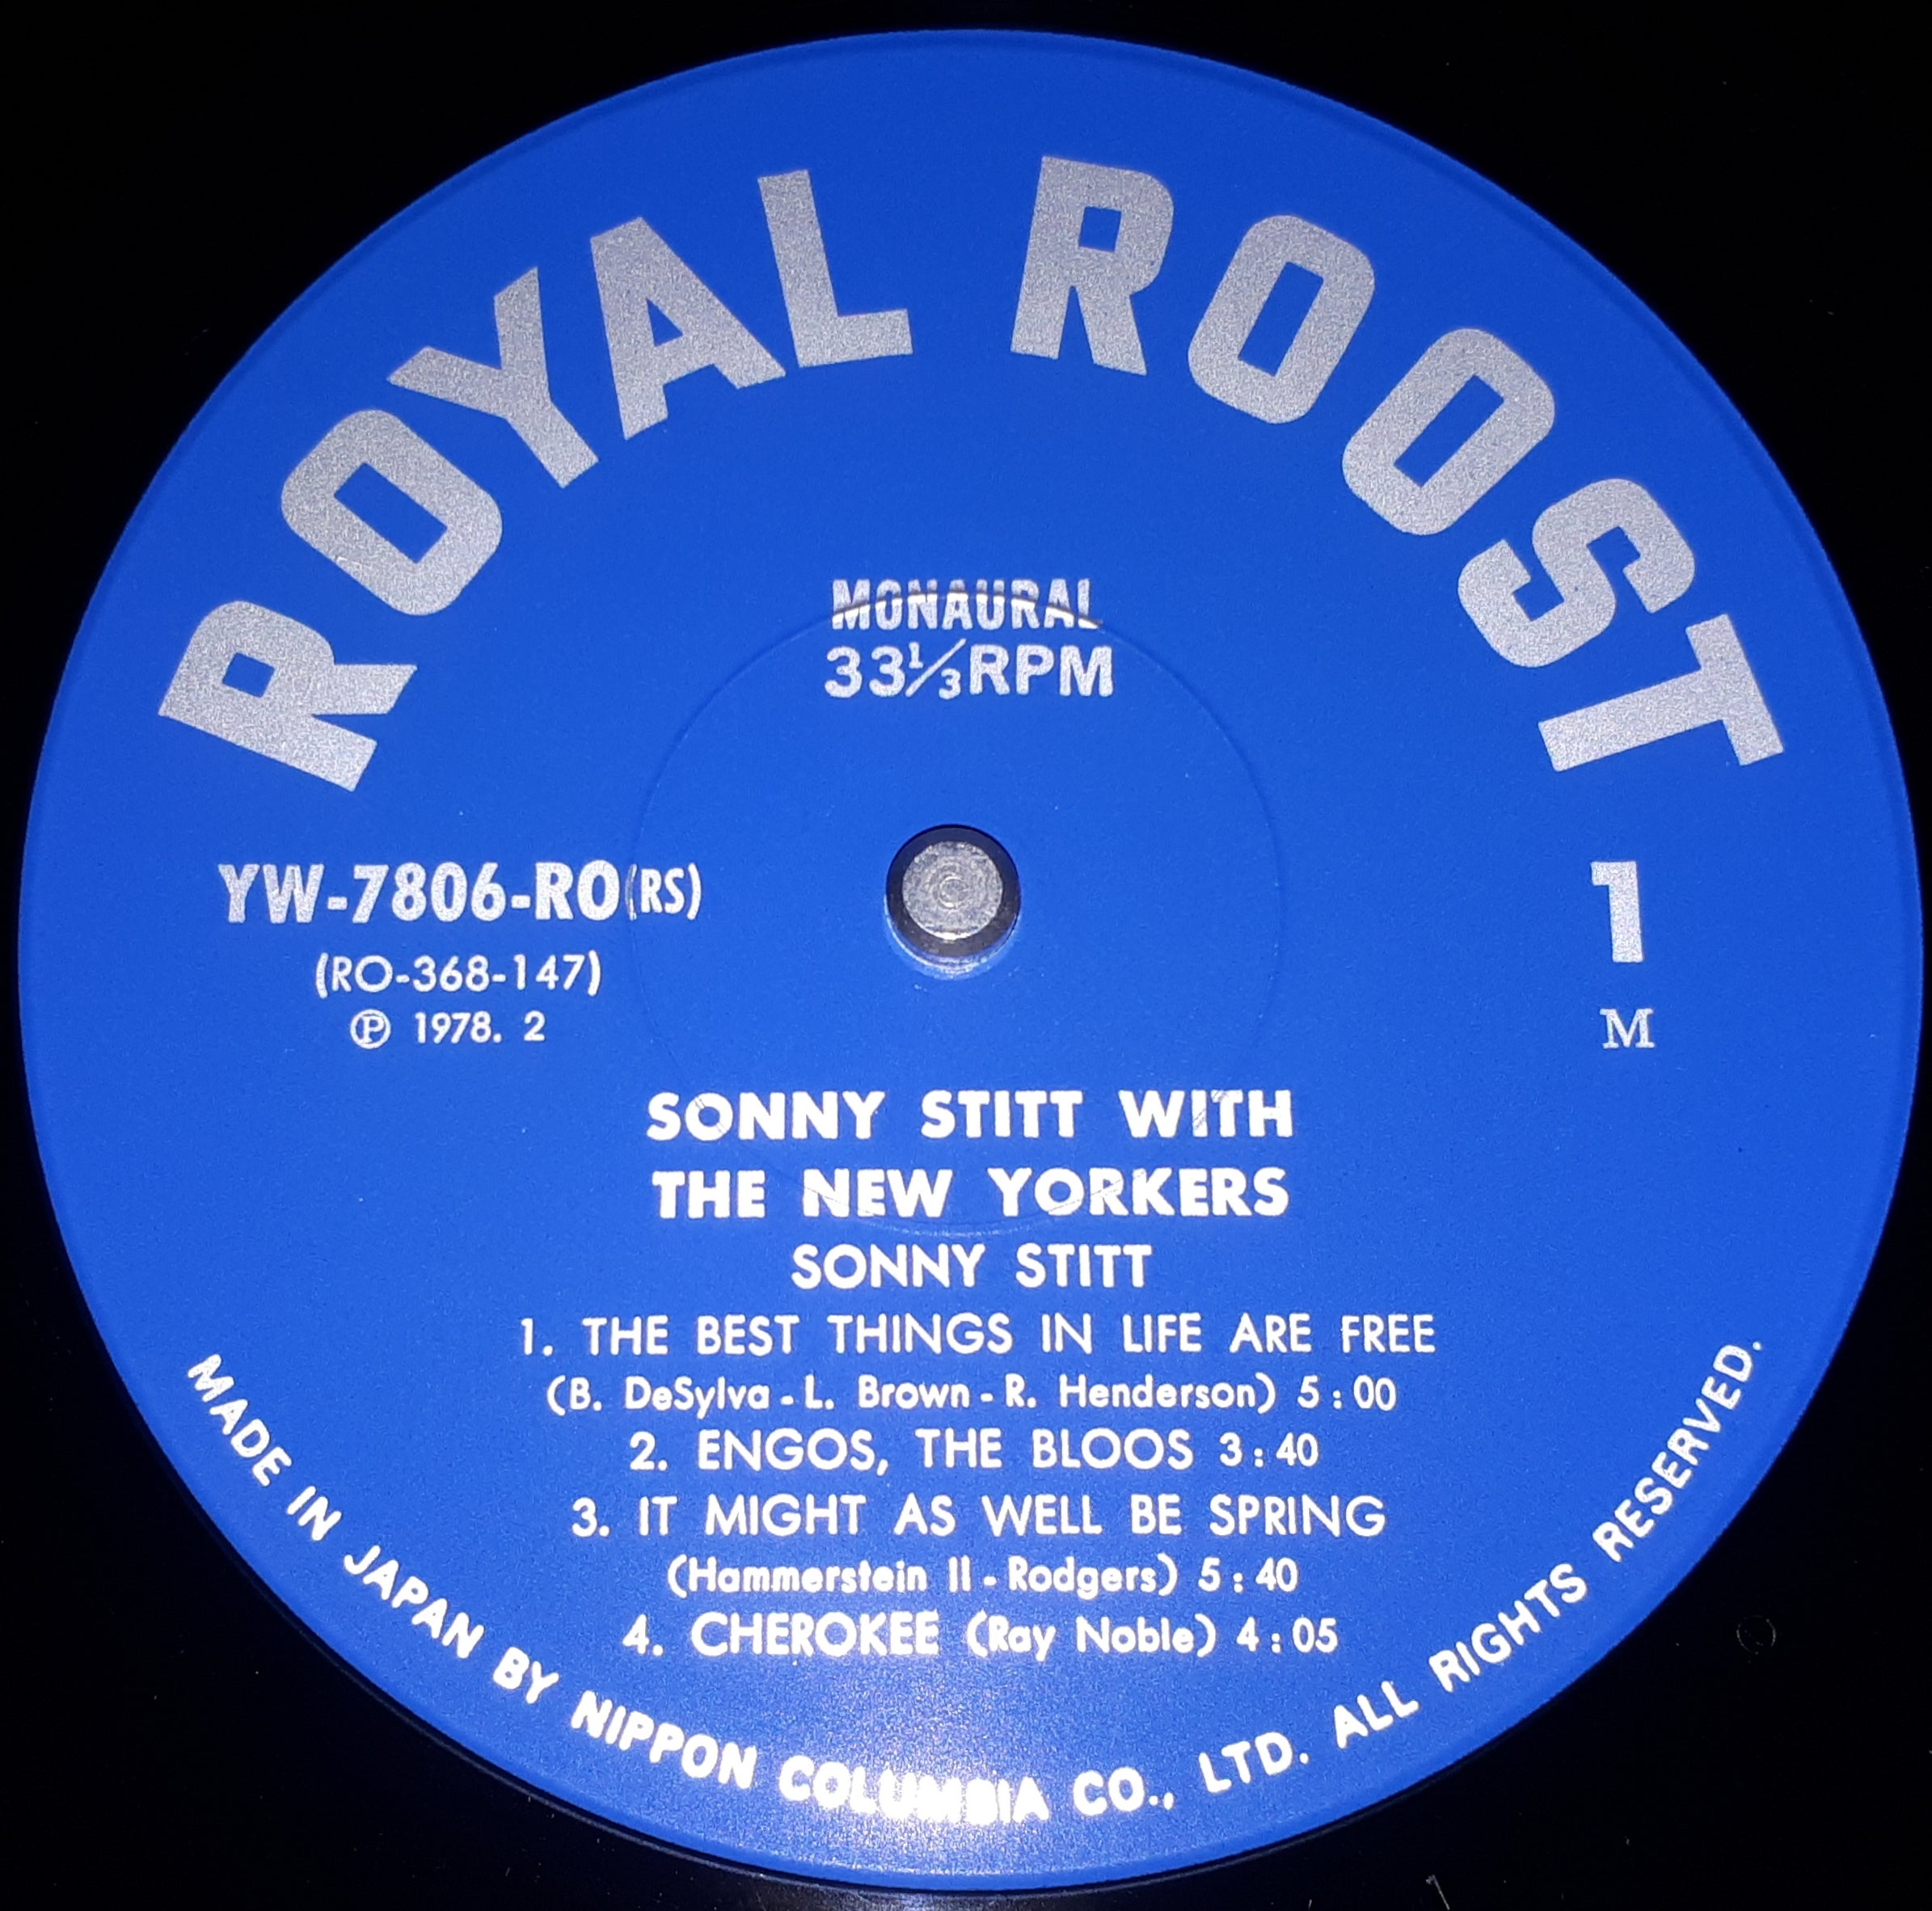 ROYAL ROOST
MONAURAL
33⅓RPM
YW-7806-RO(RS)
(RO-368-147)
Ⓟ 1978. 2
1
M
SONNY STITT WITH
THE NEW YORKERS
SONNY STITT
1. THE BEST THINGS IN LIFE ARE FREE
(B. DeSylva - L. Brown - R. Henderson) 5 : 00
2. ENGOS, THE BLOOS 3 : 40
3. IT MIGHT AS WELL BE SPRING
(Hammerstein II - Rodgers) 5 : 40
4. CHEROKEE (Ray Noble) 4 : 05
MADE IN JAPAN BY NIPPON COLUMBIA CO., LTD. ALL RIGHTS RESERVED.